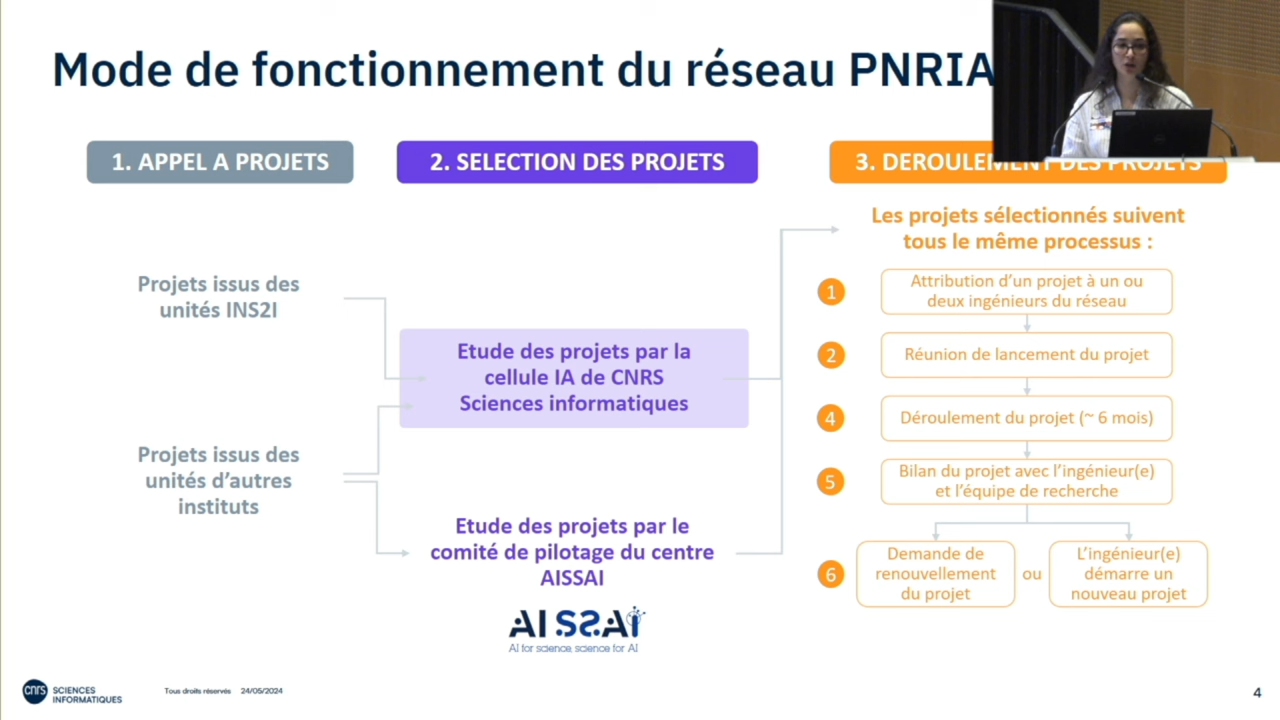 Mode de fonctionnement du réseau PNRIA
1. APPEL A PROJETS
2. SELECTION DES PROJETS
3. DEROULEMENT DES PROJETS
Projets issus des
unités INS2I
Projets issus des
unités d'autres
instituts
Etude des projets par la
cellule IA de CNRS
Sciences informatiques
Etude des projets par le
comité de pilotage du centre
AISSAI
AISSAI
AI for science, science for AI
Les projets sélectionnés suivent
tous le même processus :
1
Attribution d'un projet à un ou
deux ingénieurs du réseau
2
Réunion de lancement du projet
4
Déroulement du projet (~ 6 mois)
5
Bilan du projet avec l'ingénieur(e)
et l'équipe de recherche
6
Demande de
renouvellement
du projet
ou
L'ingénieur(e)
démarre un
nouveau projet
cnrs
SCIENCES
INFORMATIQUES
Tous droits réservés 24/05/2024
4